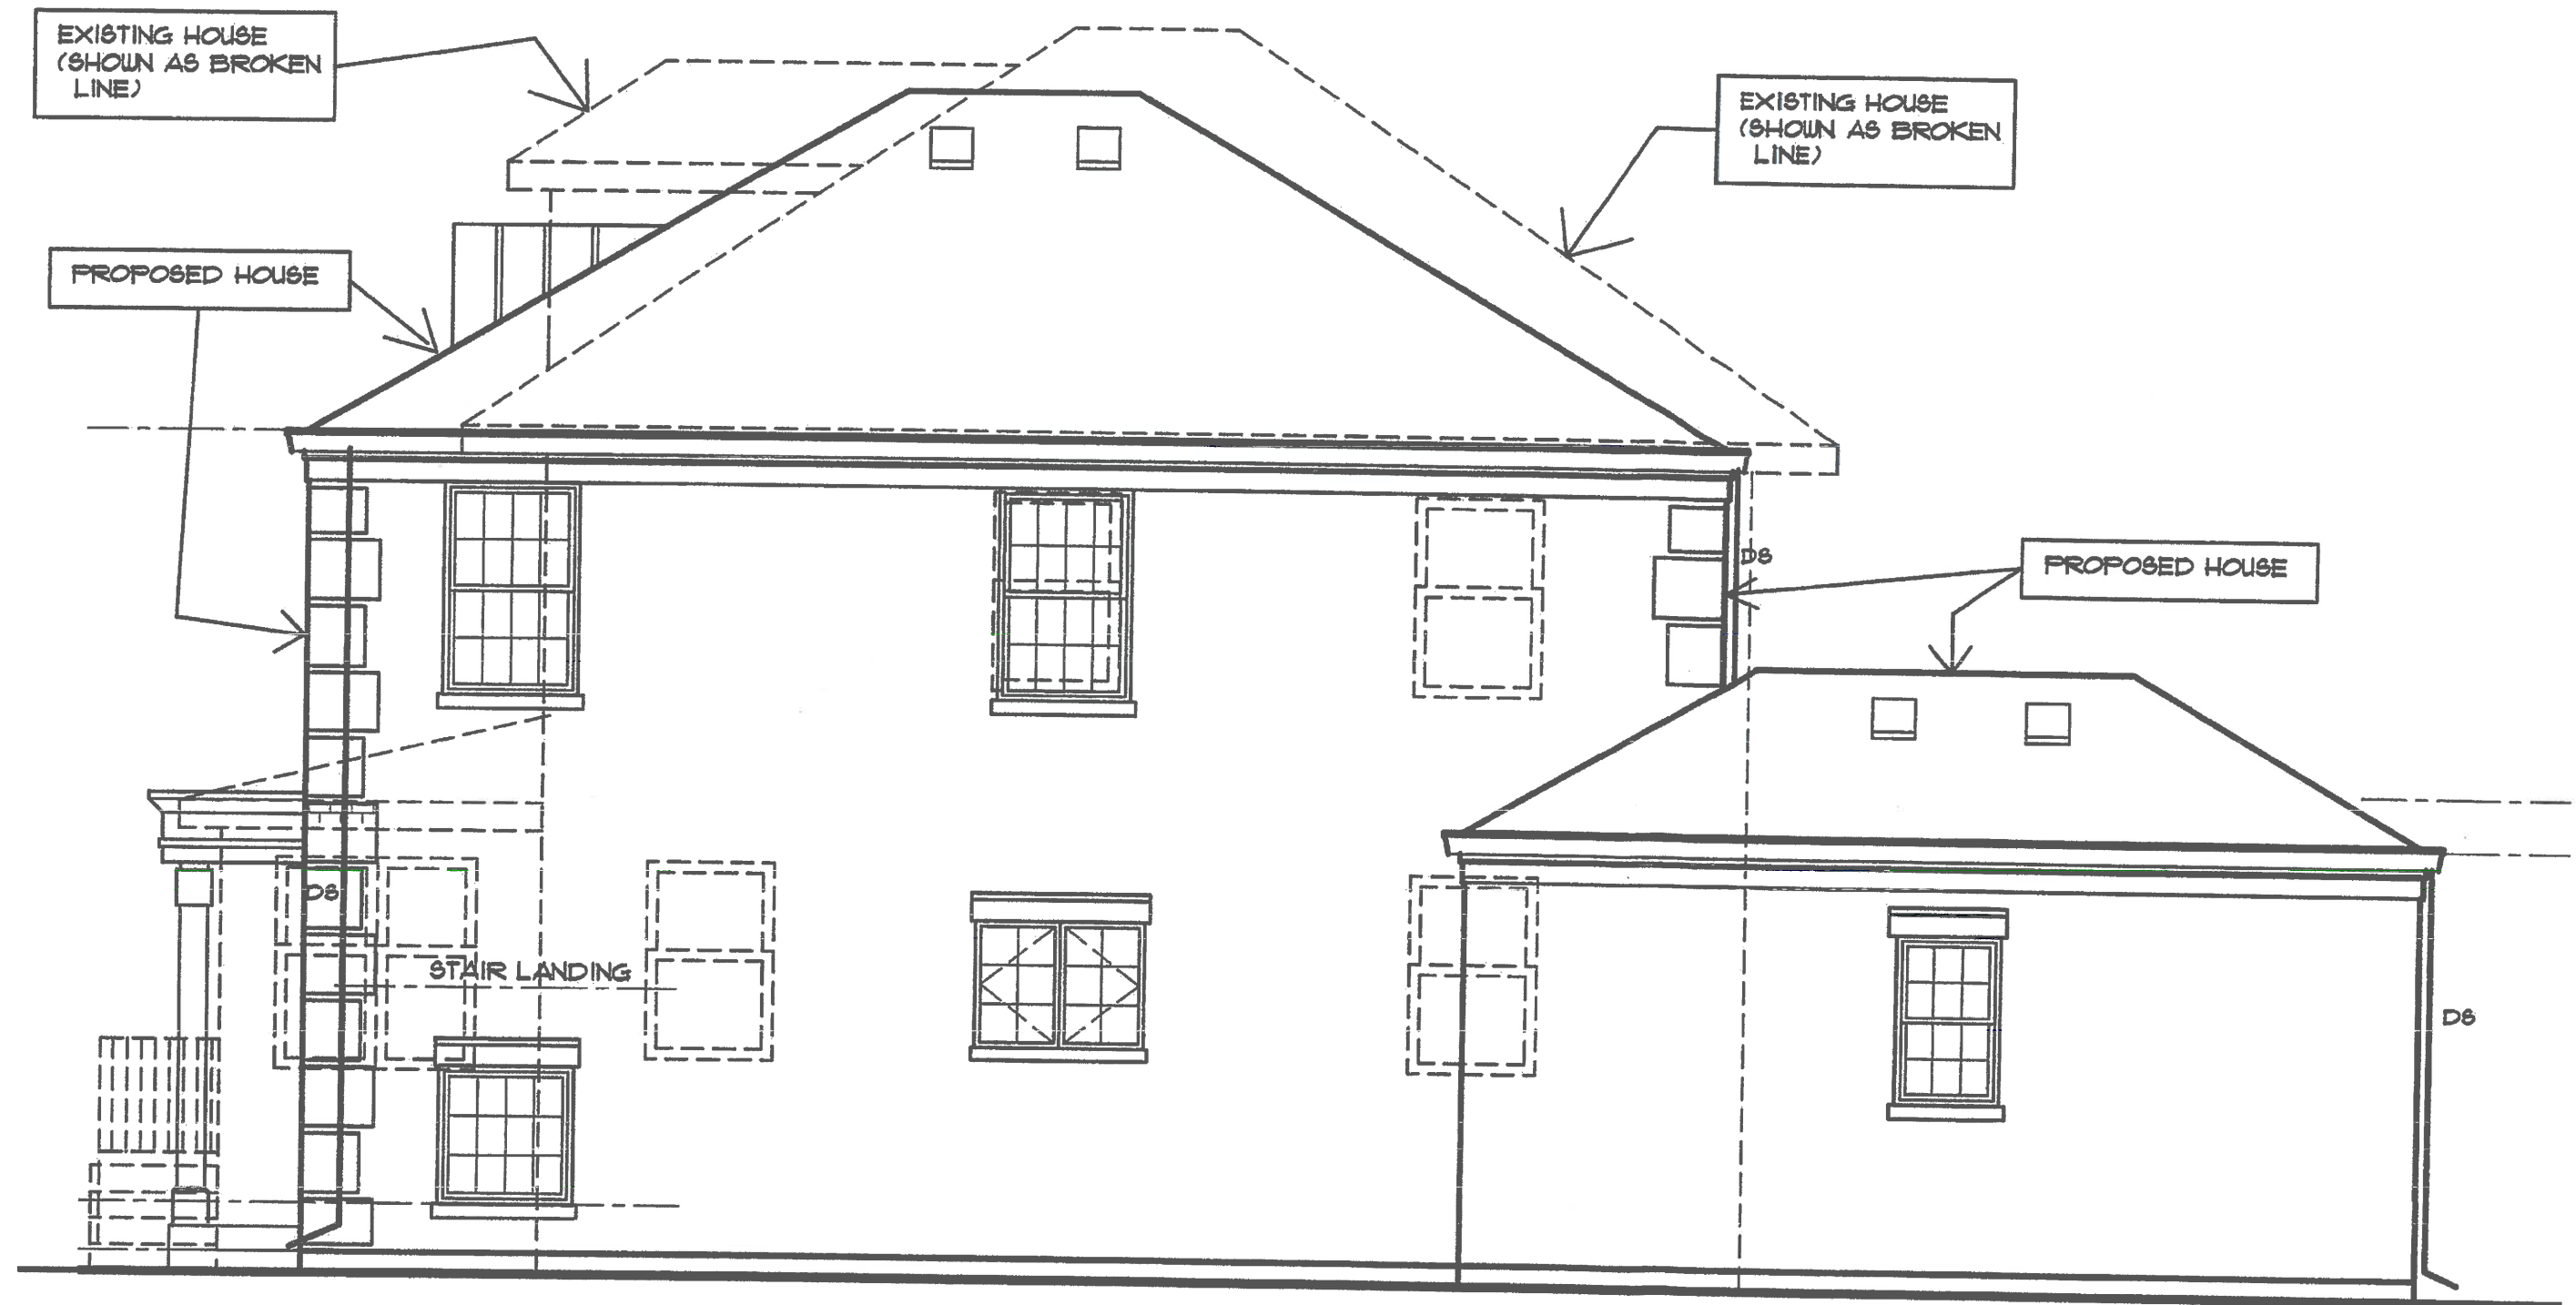 EXISTING HOUSE
(SHOWN AS BROKEN
LINE)
EXISTING HOUSE
(SHOWN AS BROKEN
LINE)
PROPOSED HOUSE
DS
PROPOSED HOUSE
DS
STAIR LANDING
DS